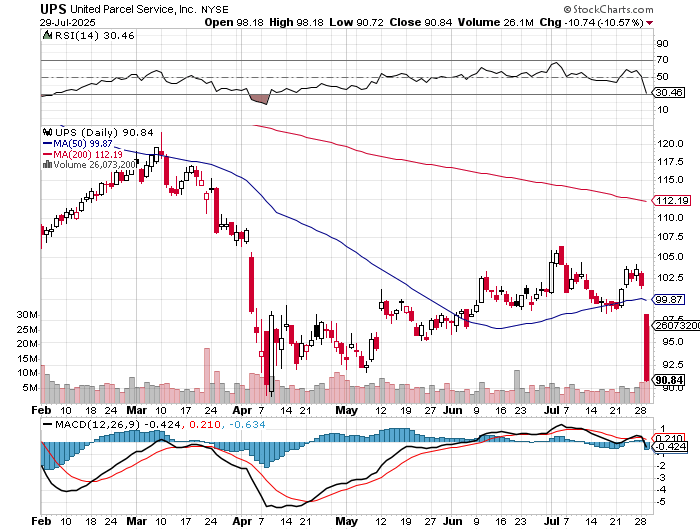 UPS United Parcel Service, Inc. NYSE © StockCharts.com
29-Jul-2025 Open 98.18 High 98.18 Low 90.72 Close 90.84 Volume 26.1M Chg -10.74 (-10.57%)
RSI(14) 30.46
90
70
50
30.46
10
UPS (Daily) 90.84
MA(50) 99.87
MA(200) 112.19
Volume 26,073,200
120.0
117.5
115.0
112.19
110.0
107.5
105.0
102.5
99.87
97.5
26073200
95.0
92.5
90.84
90.0
30M
25M
20M
15M
10M
5M
Feb 10 18 24 Mar 10 17 24 Apr 7 14 21 May 12 19 27 Jun 9 16 23 Jul 7 14 21 28
MACD(12,26,9) -0.424, 0.210, -0.634
1
0.210
-0.424
-1
-2
-3
-4
-5
Feb 10 18 24 Mar 10 17 24 Apr 7 14 21 May 12 19 27 Jun 9 16 23 Jul 7 14 21 28